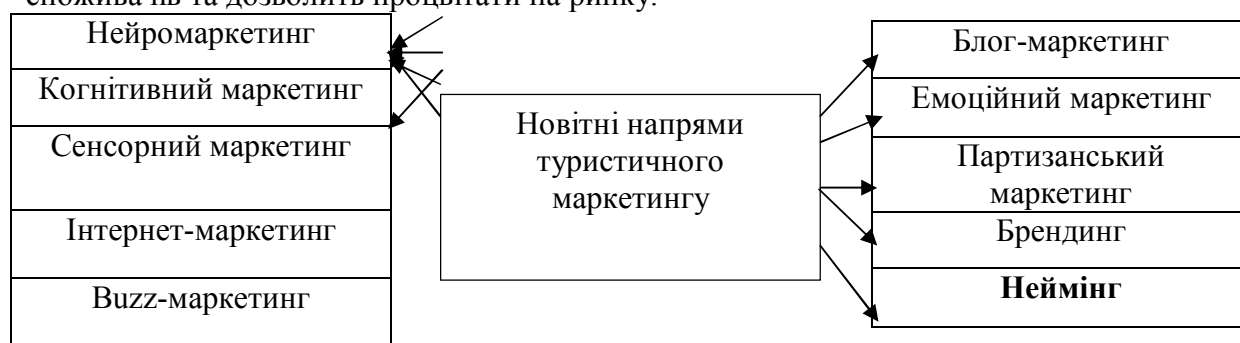 та дозволить процвітати на ринку.
Нейромаркетинг
Когнітивний маркетинг
Сенсорний маркетинг
Інтернет-маркетинг
Buzz-маркетинг
Новітні напрями
туристичного
маркетингу
Блог-маркетинг
Емоційний маркетинг
Партизанський
маркетинг
Брендинг
Неймінг